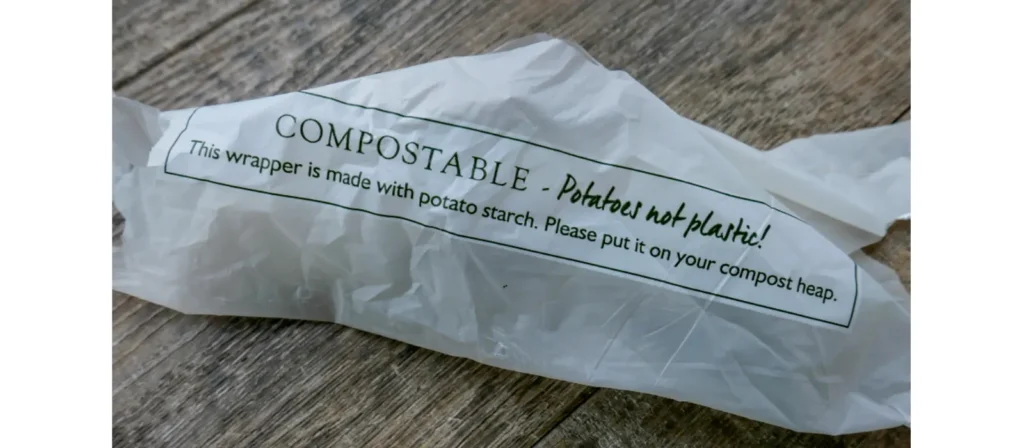 COMPOSTABLE - Potatoes not plastic!
This wrapper is made with potato starch. Please put it on your compost heap.